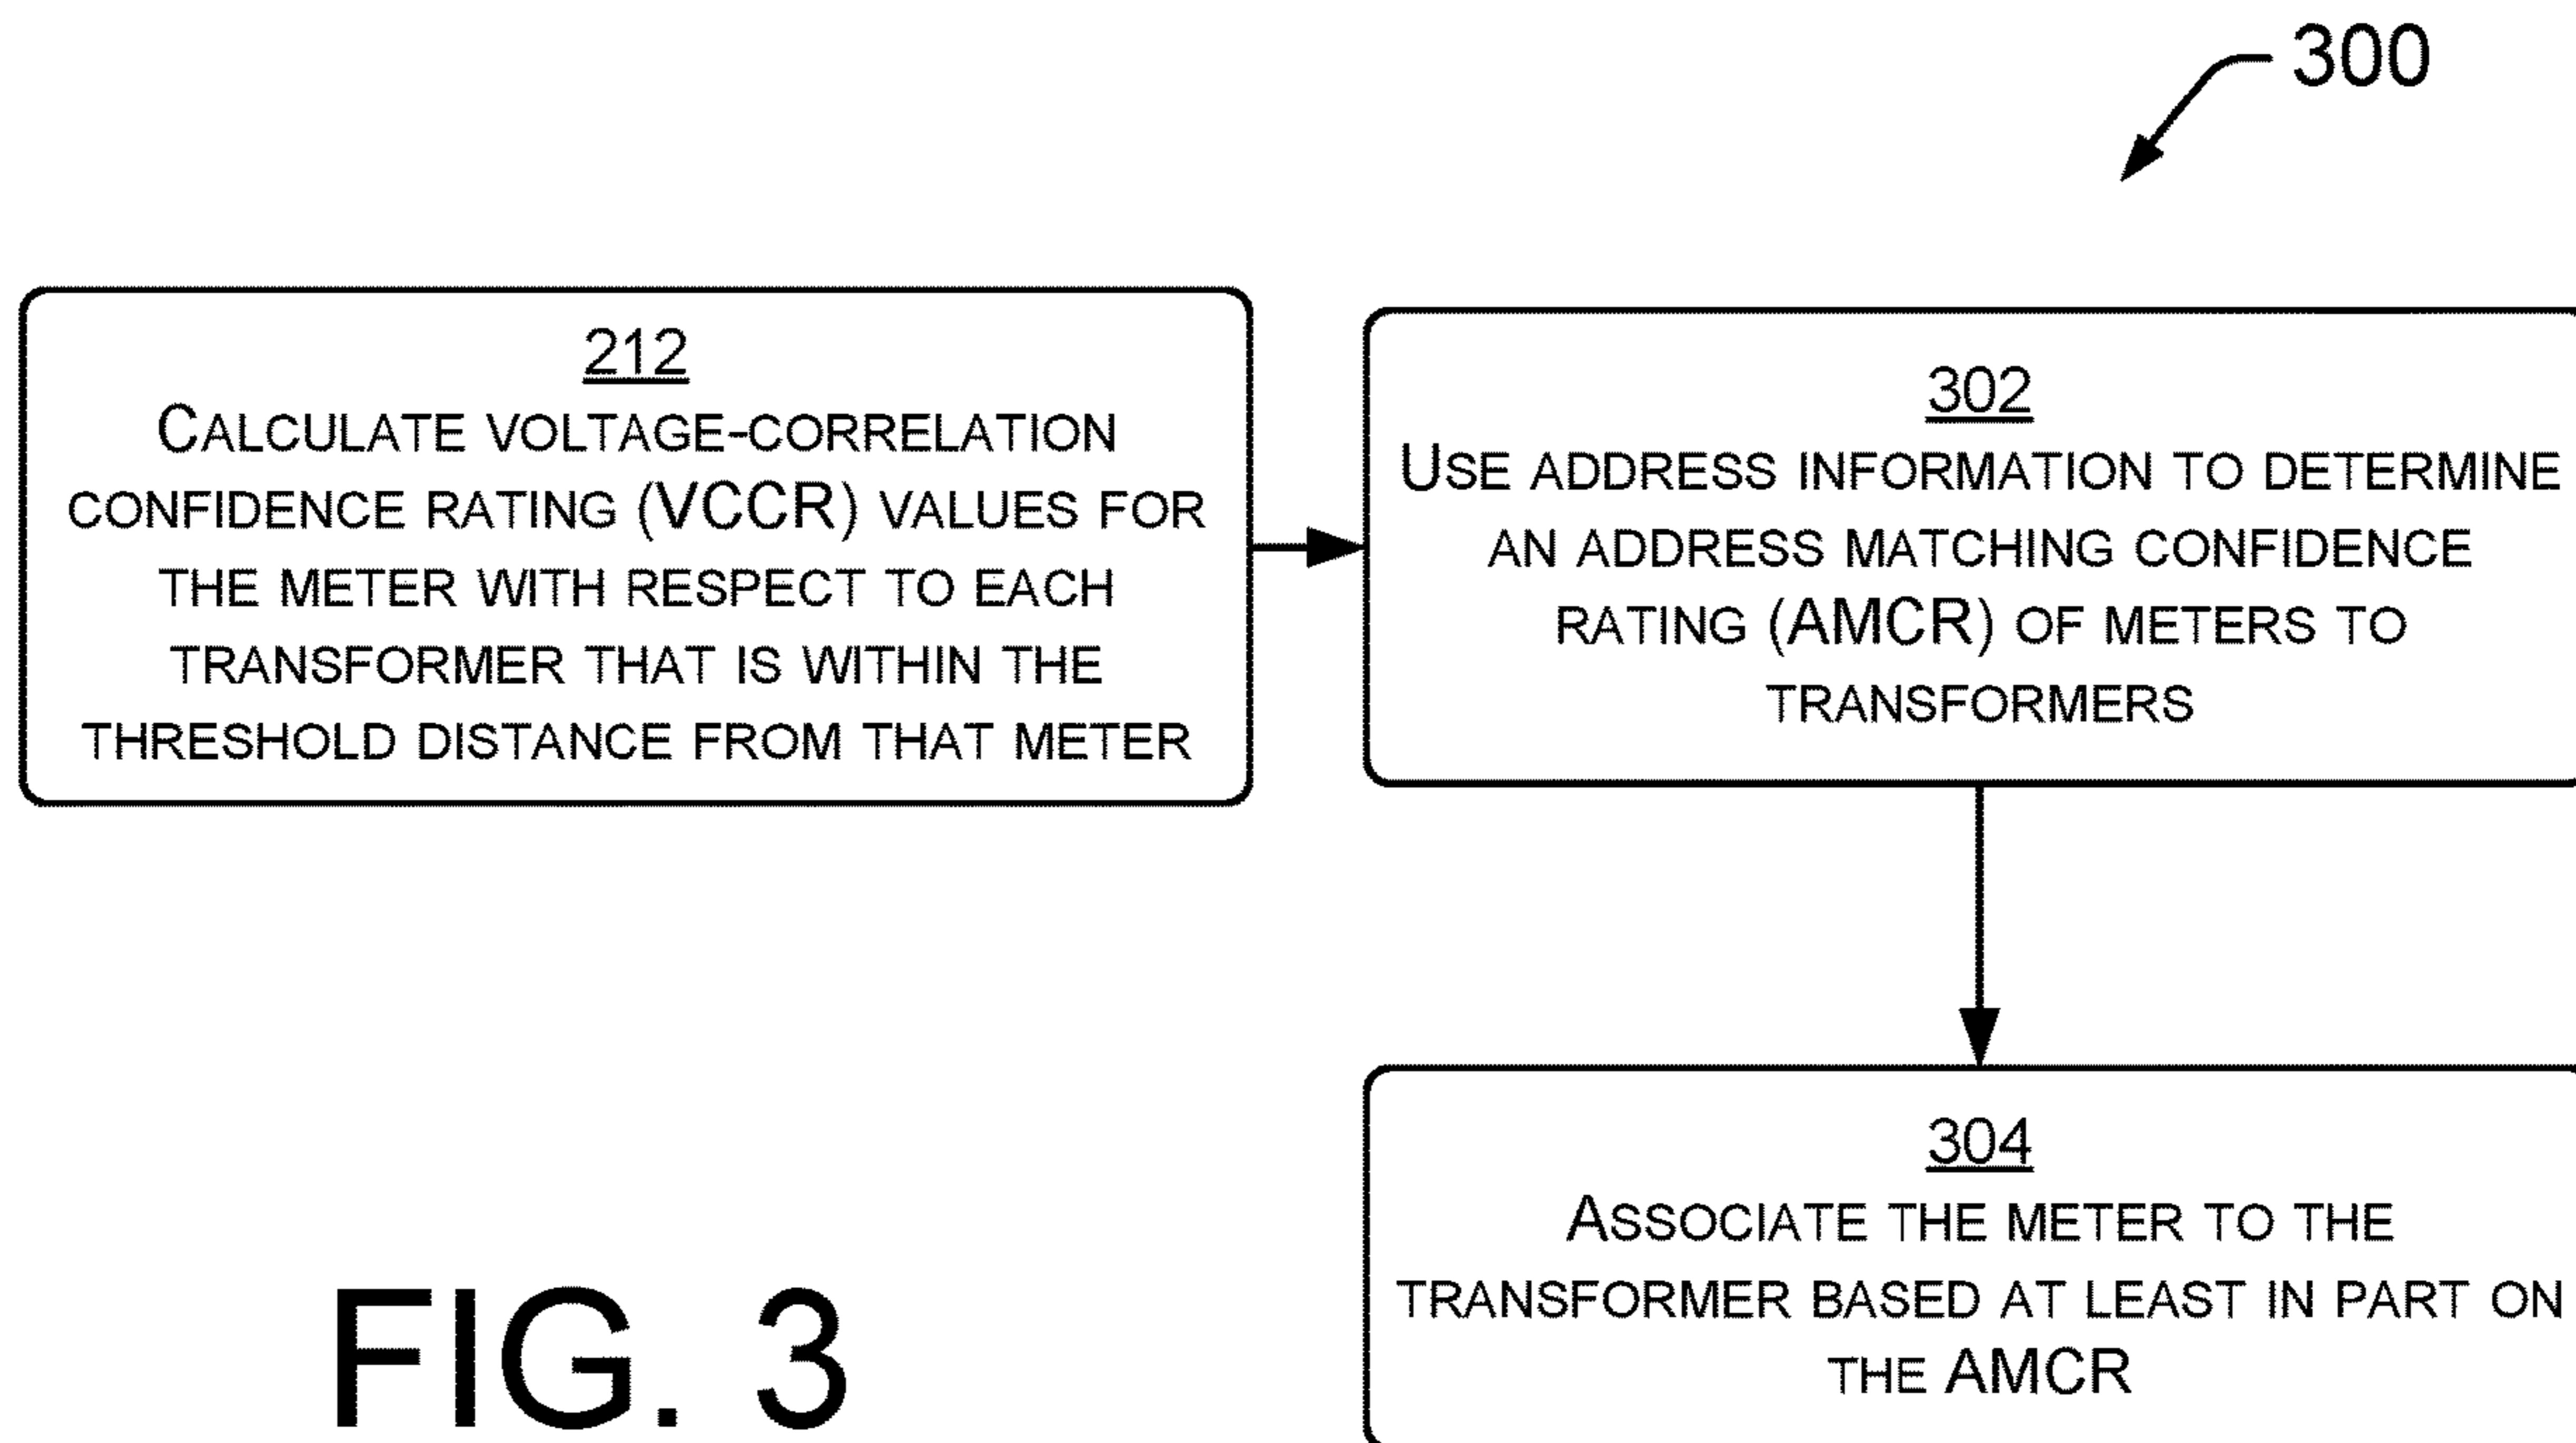 300
212
CALCULATE VOLTAGE-CORRELATION
CONFIDENCE RATING (VCCR) VALUES FOR
THE METER WITH RESPECT TO EACH
TRANSFORMER THAT IS WITHIN THE
THRESHOLD DISTANCE FROM THAT METER
302
USE ADDRESS INFORMATION TO DETERMINE
AN ADDRESS MATCHING CONFIDENCE
RATING (AMCR) OF METERS TO
TRANSFORMERS
304
ASSOCIATE THE METER TO THE
TRANSFORMER BASED AT LEAST IN PART ON
THE AMCR
FIG. 3